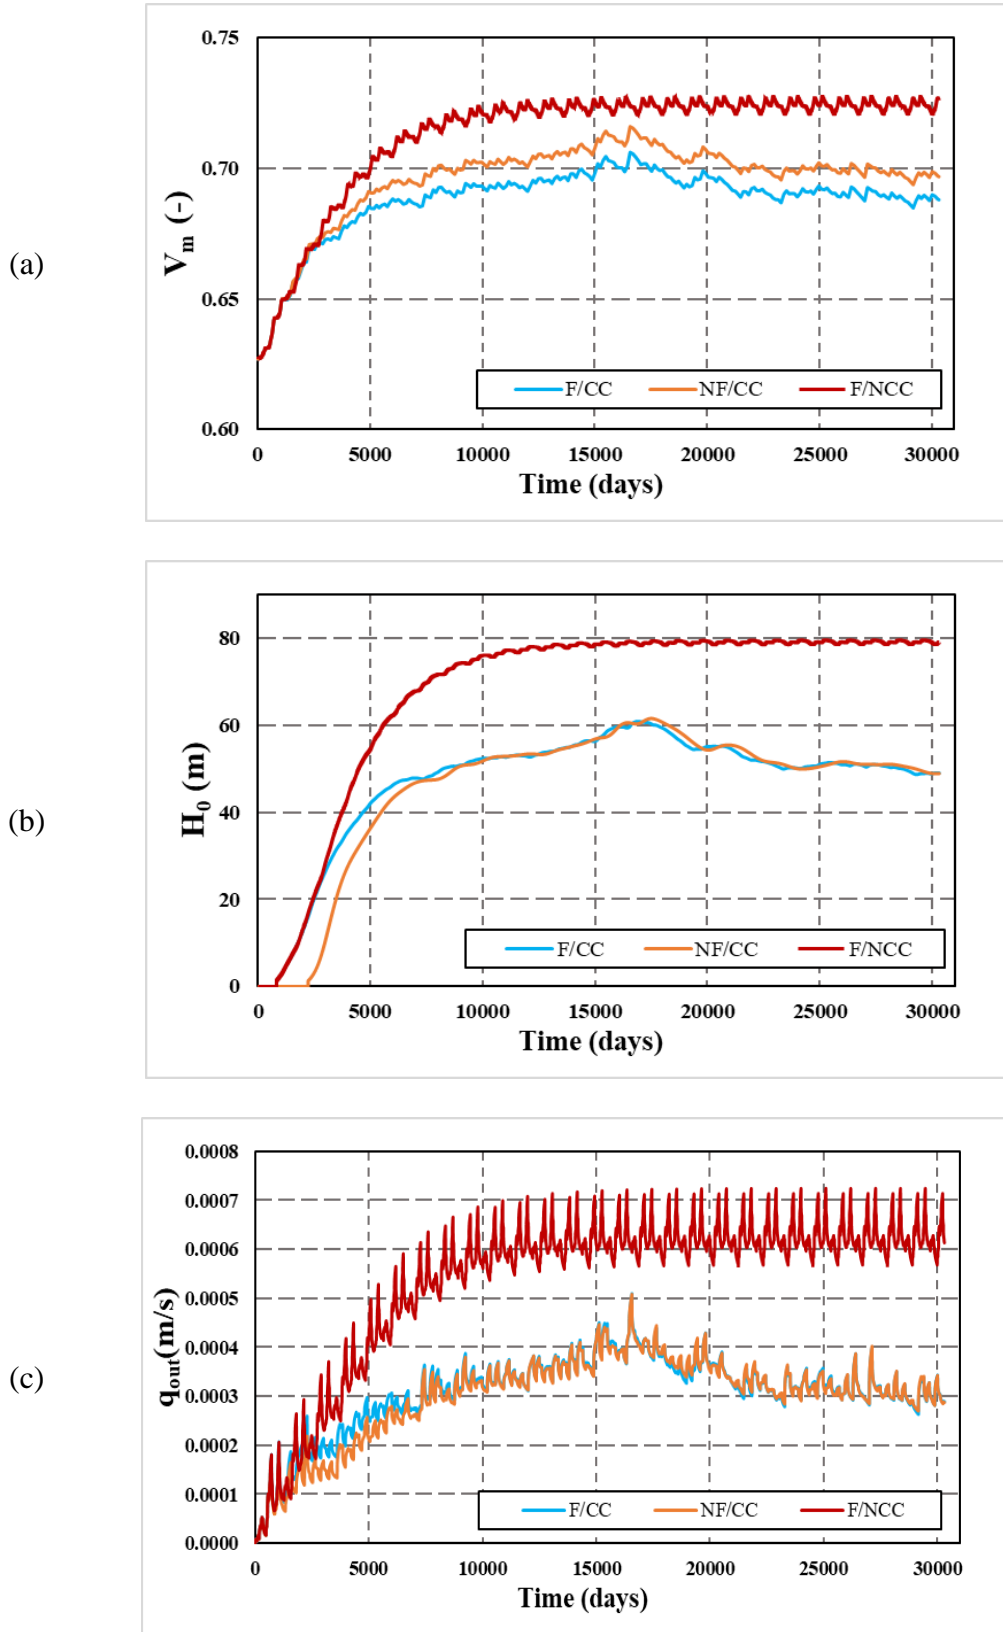 0.75
0.70
0.65
0.60
(a)
Vm (-)
0 5000 10000 15000 20000 25000 30000
Time (days)
F/CC NF/CC F/NCC
80
60
40
20
0
(b)
H0 (m)
0 5000 10000 15000 20000 25000 30000
Time (days)
F/CC NF/CC F/NCC
0.0008
0.0007
0.0006
0.0005
0.0004
0.0003
0.0002
0.0001
0.0000
(c)
qout(m/s)
0 5000 10000 15000 20000 25000 30000
Time (days)
F/CC NF/CC F/NCC